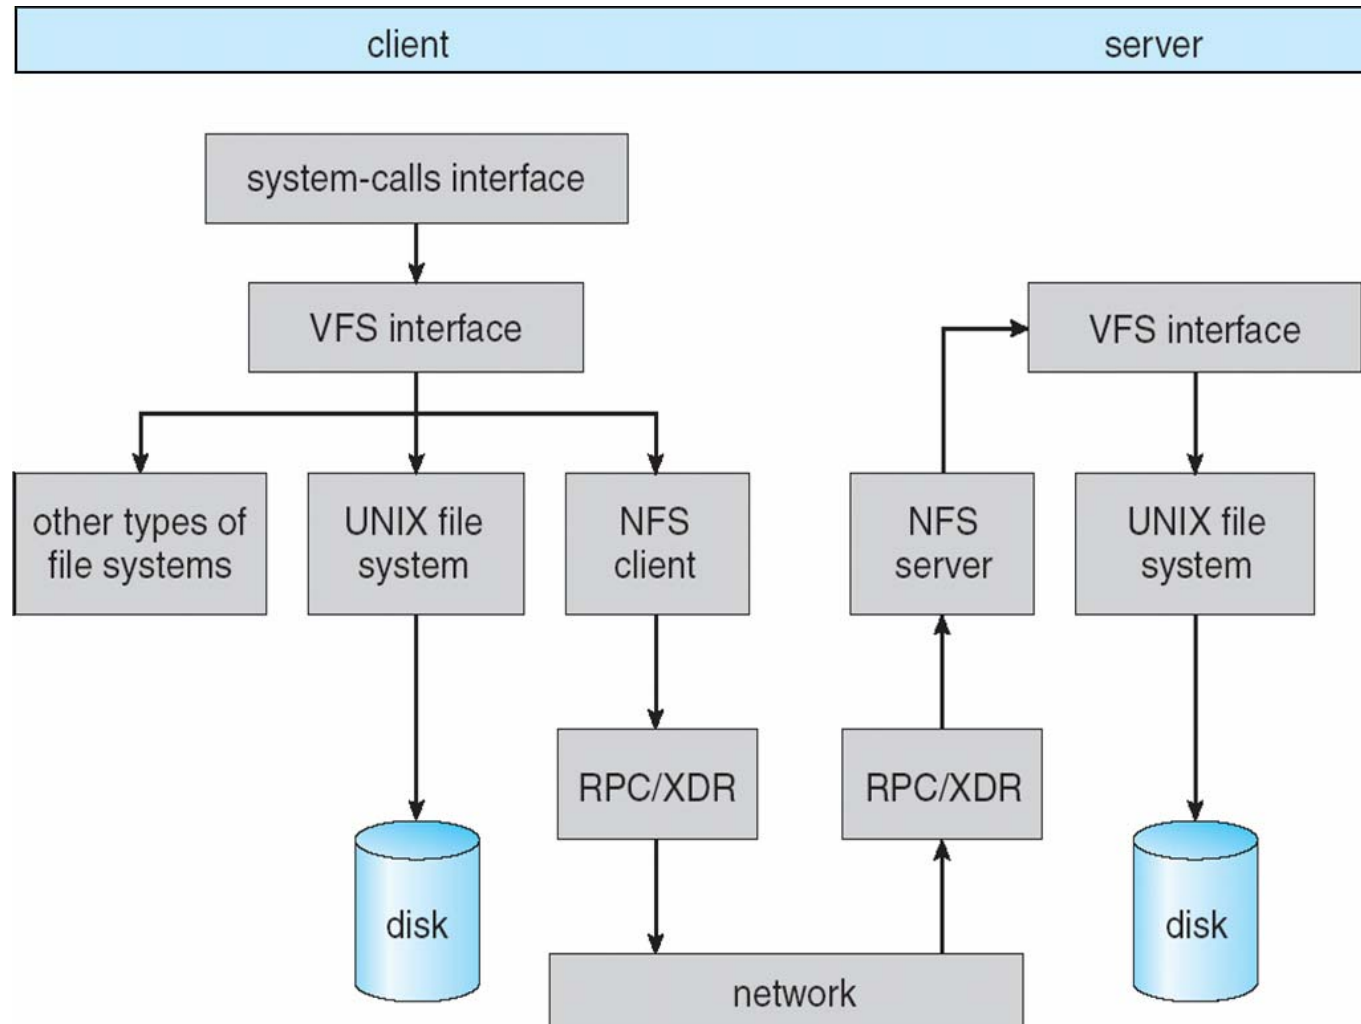 client
server
system-calls interface
VFS interface
VFS interface
other types of
file systems
UNIX file
system
NFS
client
NFS
server
UNIX file
system
RPC/XDR
RPC/XDR
disk
disk
network